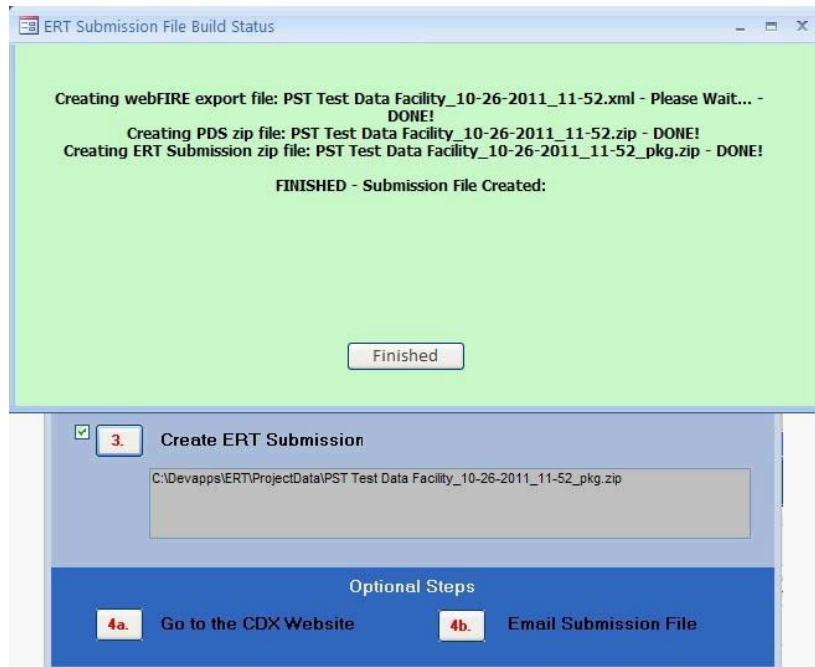 ERT Submission File Build Status
Creating webFIRE export file: PST Test Data Facility_10-26-2011_11-52.xml - Please Wait... -
DONE!
Creating PDS zip file: PST Test Data Facility_10-26-2011_11-52.zip - DONE!
Creating ERT Submission zip file: PST Test Data Facility_10-26-2011_11-52_pkg.zip - DONE!
FINISHED - Submission File Created:
Finished
3. Create ERT Submission
C:\Devapps\ERT\ProjectData\PST Test Data Facility_10-26-2011_11-52_pkg.zip
Optional Steps
4a. Go to the CDX Website 4b. Email Submission File